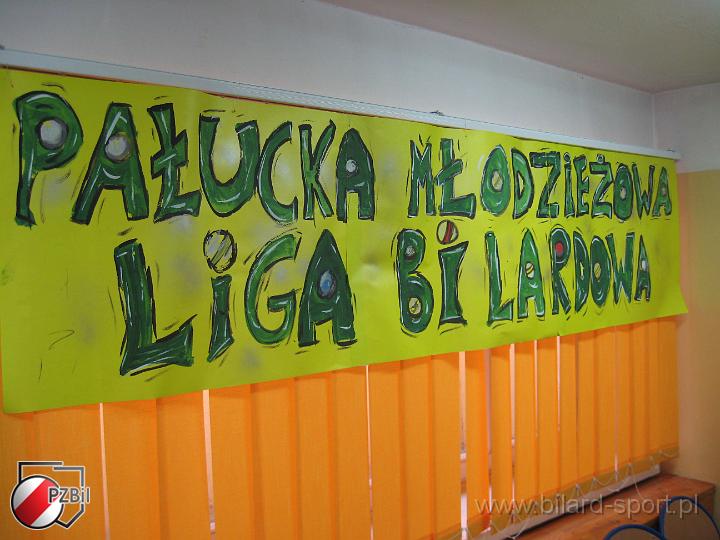 PAŁUCKA MŁODZIEŻOWA
LiGA BiLARDOWA
PZBil
www.bilard-sport.pl